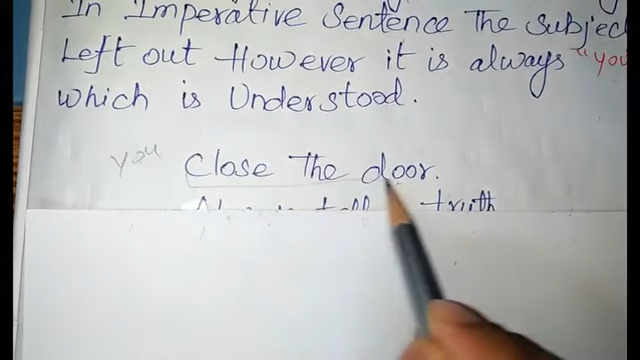 In Imperative Sentence The Subjec
Left out However it is always "you
which is Understood.
you Close The door.
truth